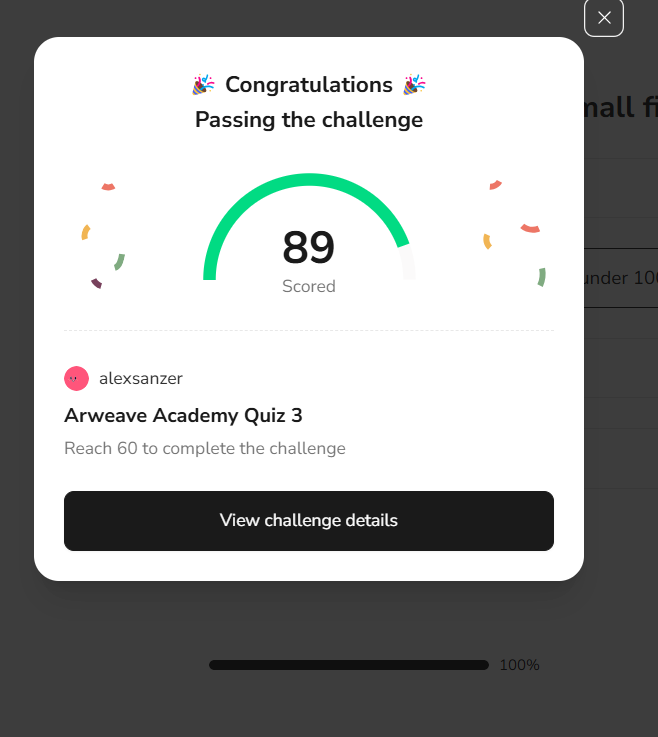 Congratulations
Passing the challenge
mall fi
89
Scored
under 100
alexsanzer
Arweave Academy Quiz 3
Reach 60 to complete the challenge
View challenge details
100%